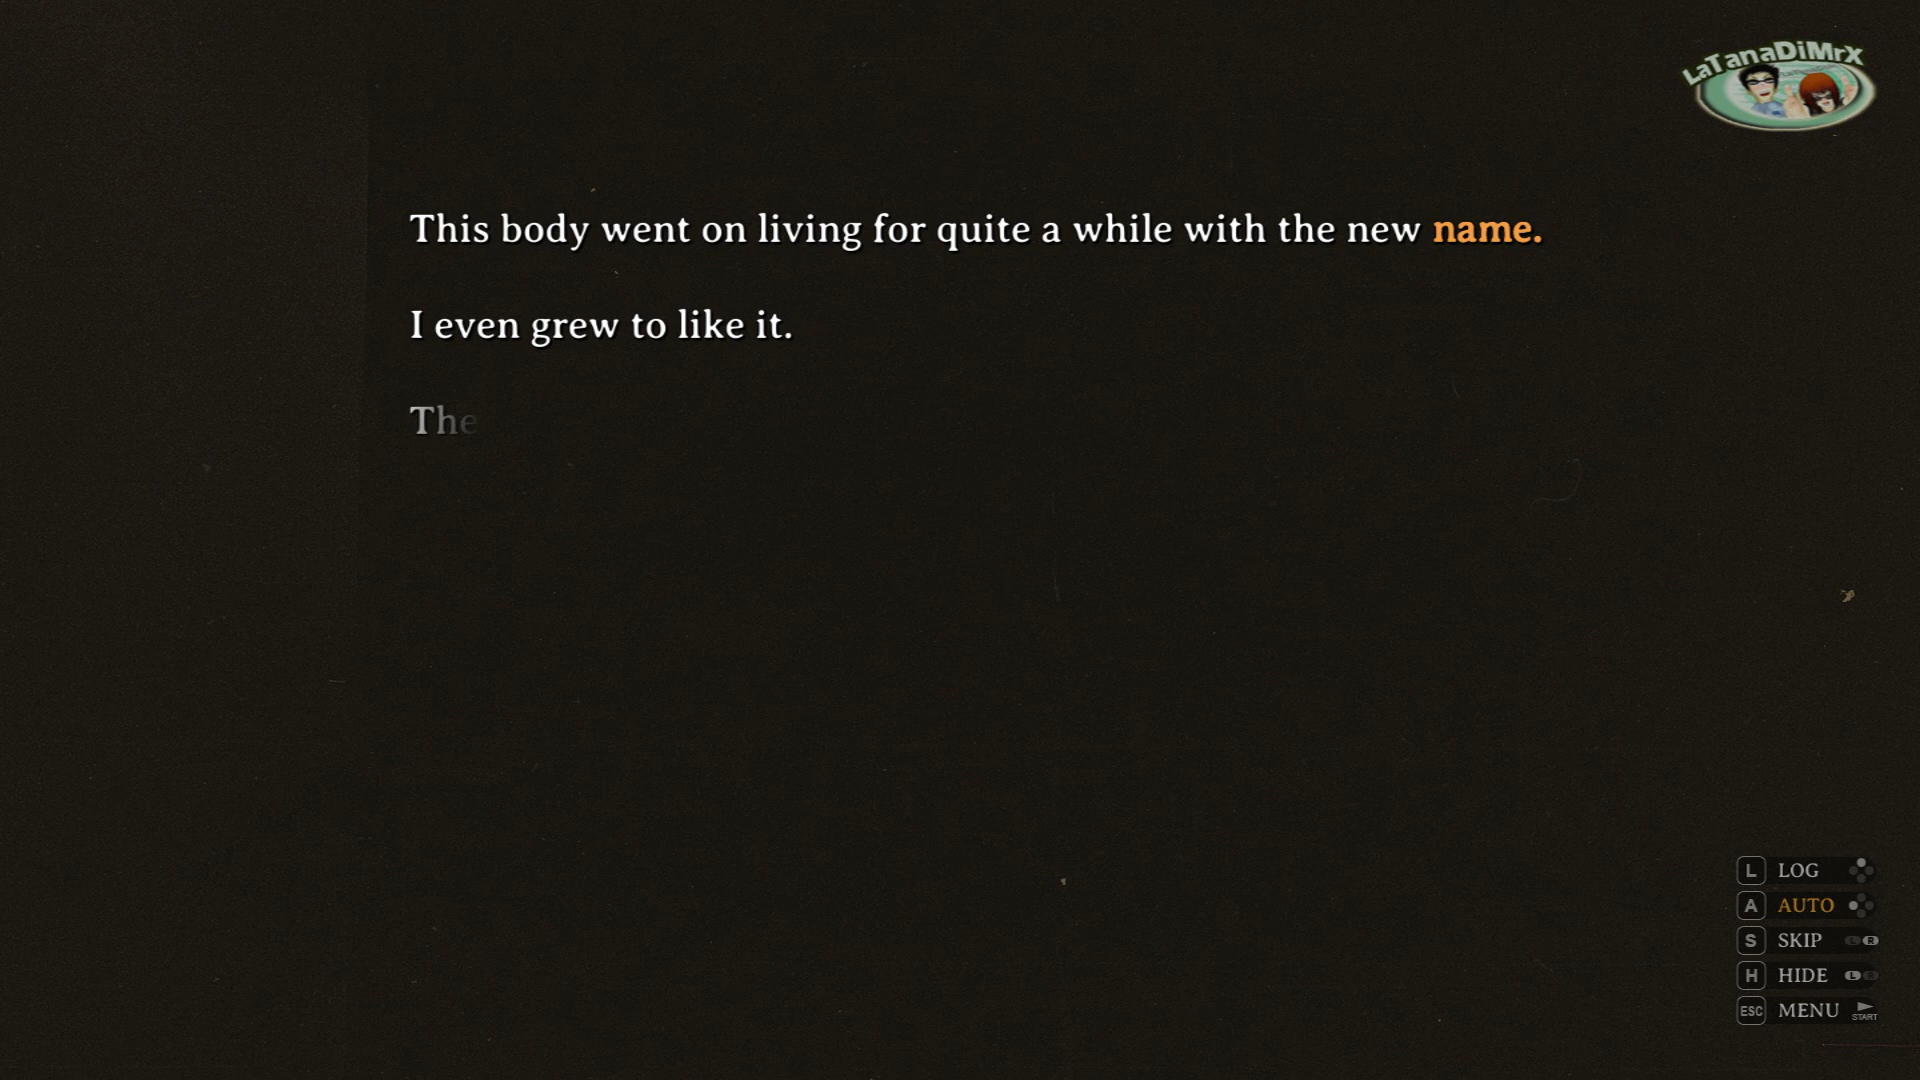 LaTanaDiMrX
This body went on living for quite a while with the new name.
I even grew to like it.
The
L LOG
A AUTO
S SKIP L R
H HIDE L R
ESC MENU START